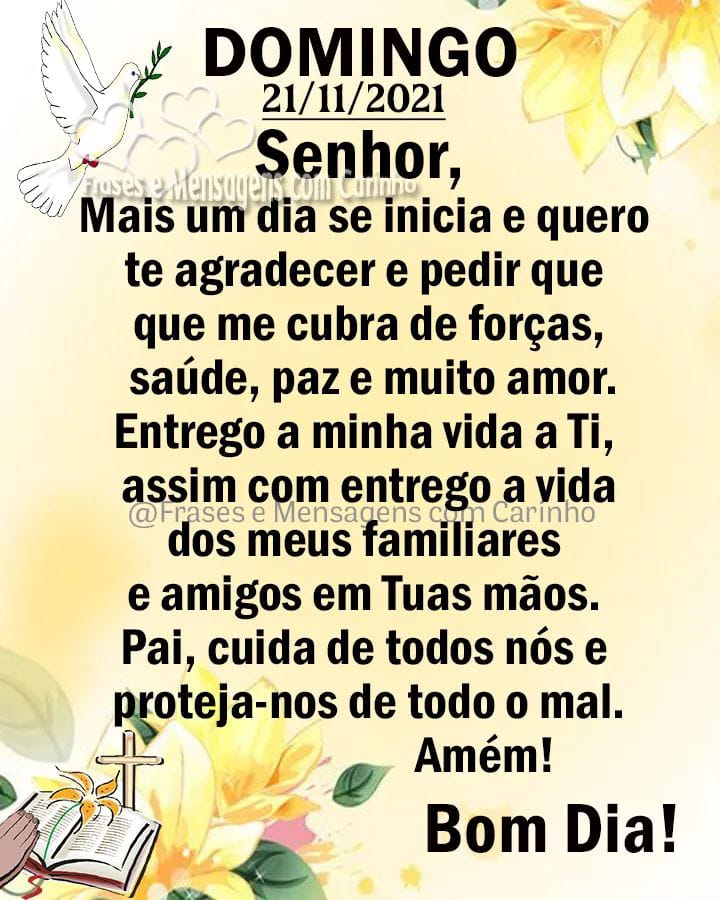 DOMINGO
21/11/2021
Senhor,
Frases e Mensagens com Carinho
Mais um dia se inicia e quero
te agradecer e pedir que
que me cubra de forças,
saúde, paz e muito amor.
Entrego a minha vida a Ti,
assim com entrego a vida
@Frases e Mensagens com Carinho
dos meus familiares
e amigos em Tuas mãos.
Pai, cuida de todos nós e
proteja-nos de todo o mal.
Amém!
Bom Dia!